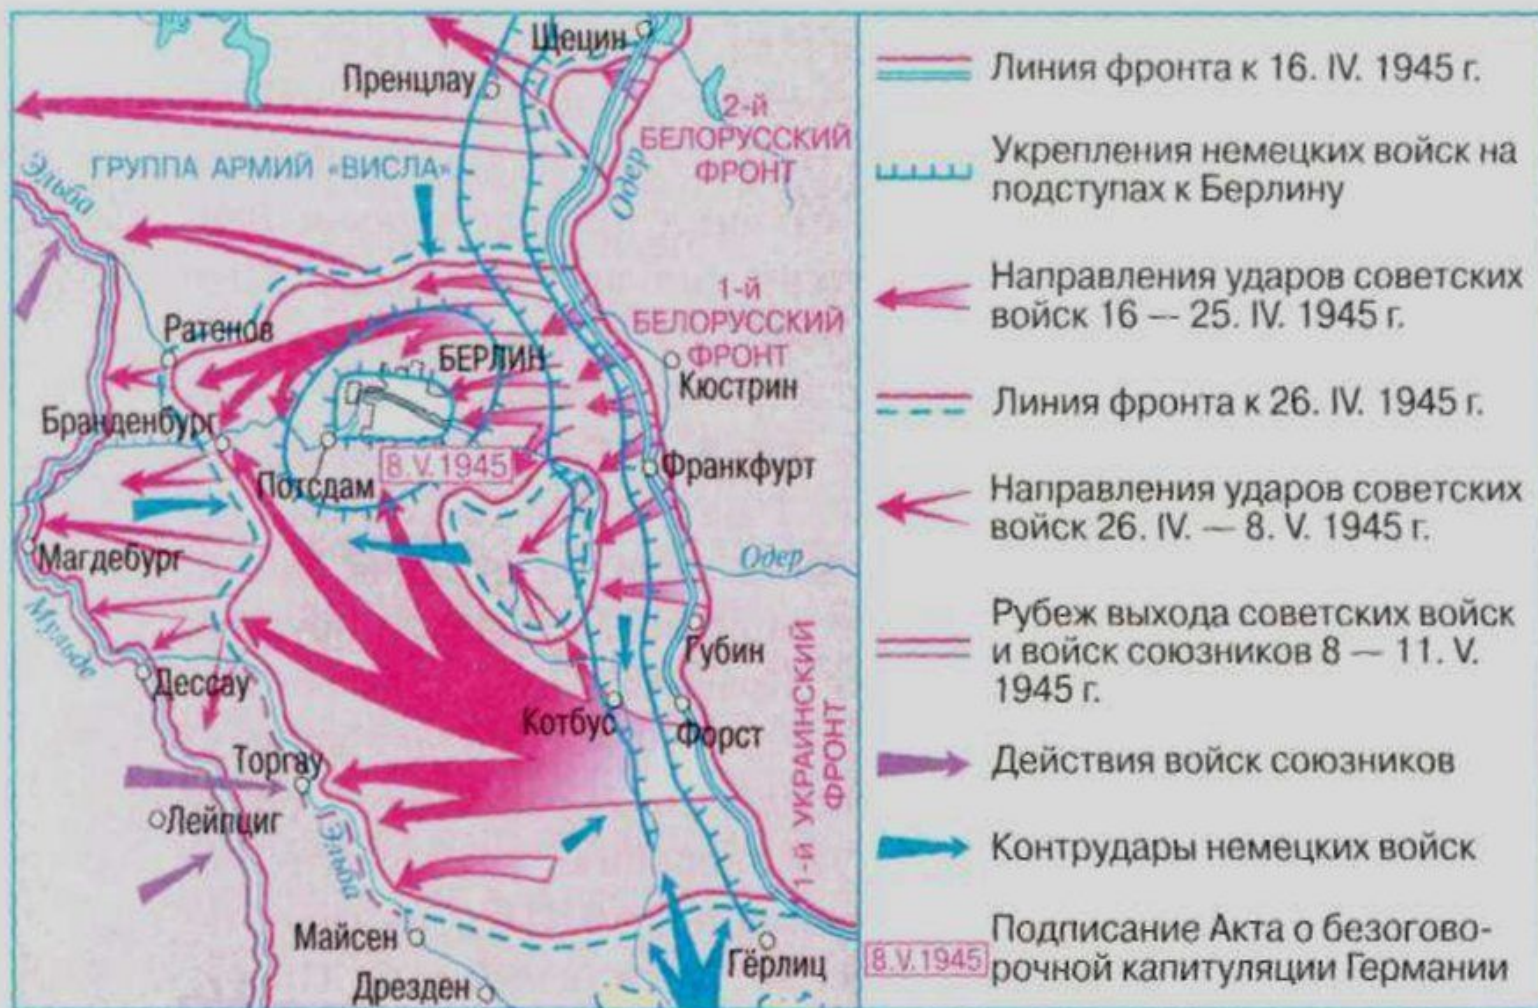 Щецин
Пренцлау
2-й
БЕЛОРУССКИЙ
ФРОНТ
ГРУППА АРМИЙ «ВИСЛА»
Эльба
Одер
1-й
БЕЛОРУССКИЙ
ФРОНТ
Ратенов
БЕРЛИН
Кюстрин
Бранденбург
8.V.1945
Франкфурт
Потсдам
Магдебург
Одер
Мульде
Губин
Дессау
Котбус
Форст
1-й УКРАИНСКИЙ
ФРОНТ
Торгау
Лейпциг
Эльба
Майсен
Гёрлиц
Дрезден
Линия фронта к 16. IV. 1945 г.
Укрепления немецких войск на
подступах к Берлину
Направления ударов советских
войск 16 — 25. IV. 1945 г.
Линия фронта к 26. IV. 1945 г.
Направления ударов советских
войск 26. IV. — 8. V. 1945 г.
Рубеж выхода советских войск
и войск союзников 8 — 11. V.
1945 г.
Действия войск союзников
Контрудары немецких войск
8.V.1945
Подписание Акта о безогово-
рочной капитуляции Германии